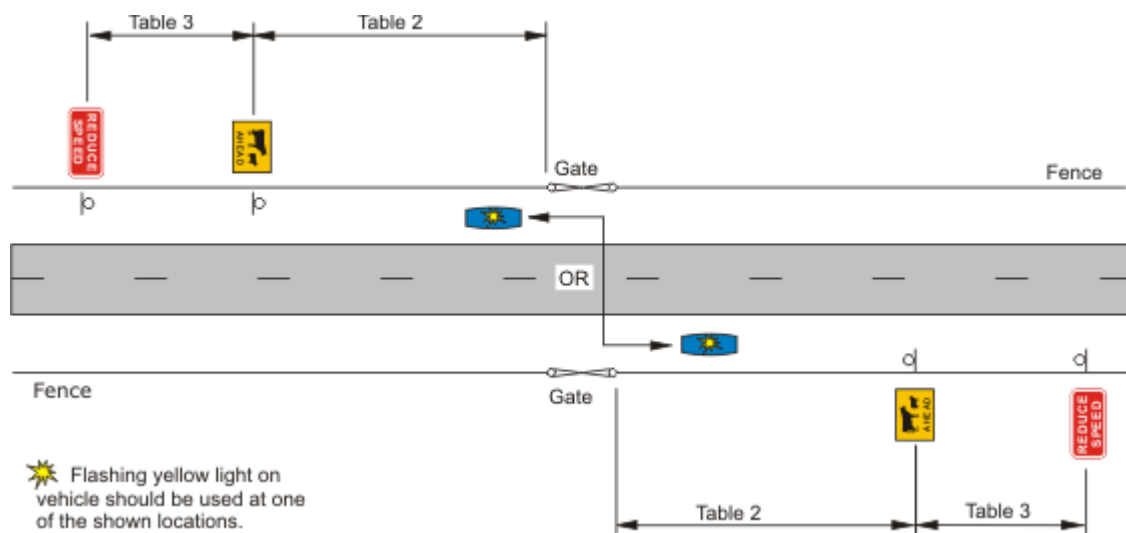 Table 3
Table 2
REDUCE
SPEED
AHEAD
Gate
Fence
OR
Fence
Gate
AHEAD
REDUCE
SPEED
Flashing yellow light on
vehicle should be used at one
of the shown locations.
Table 2
Table 3